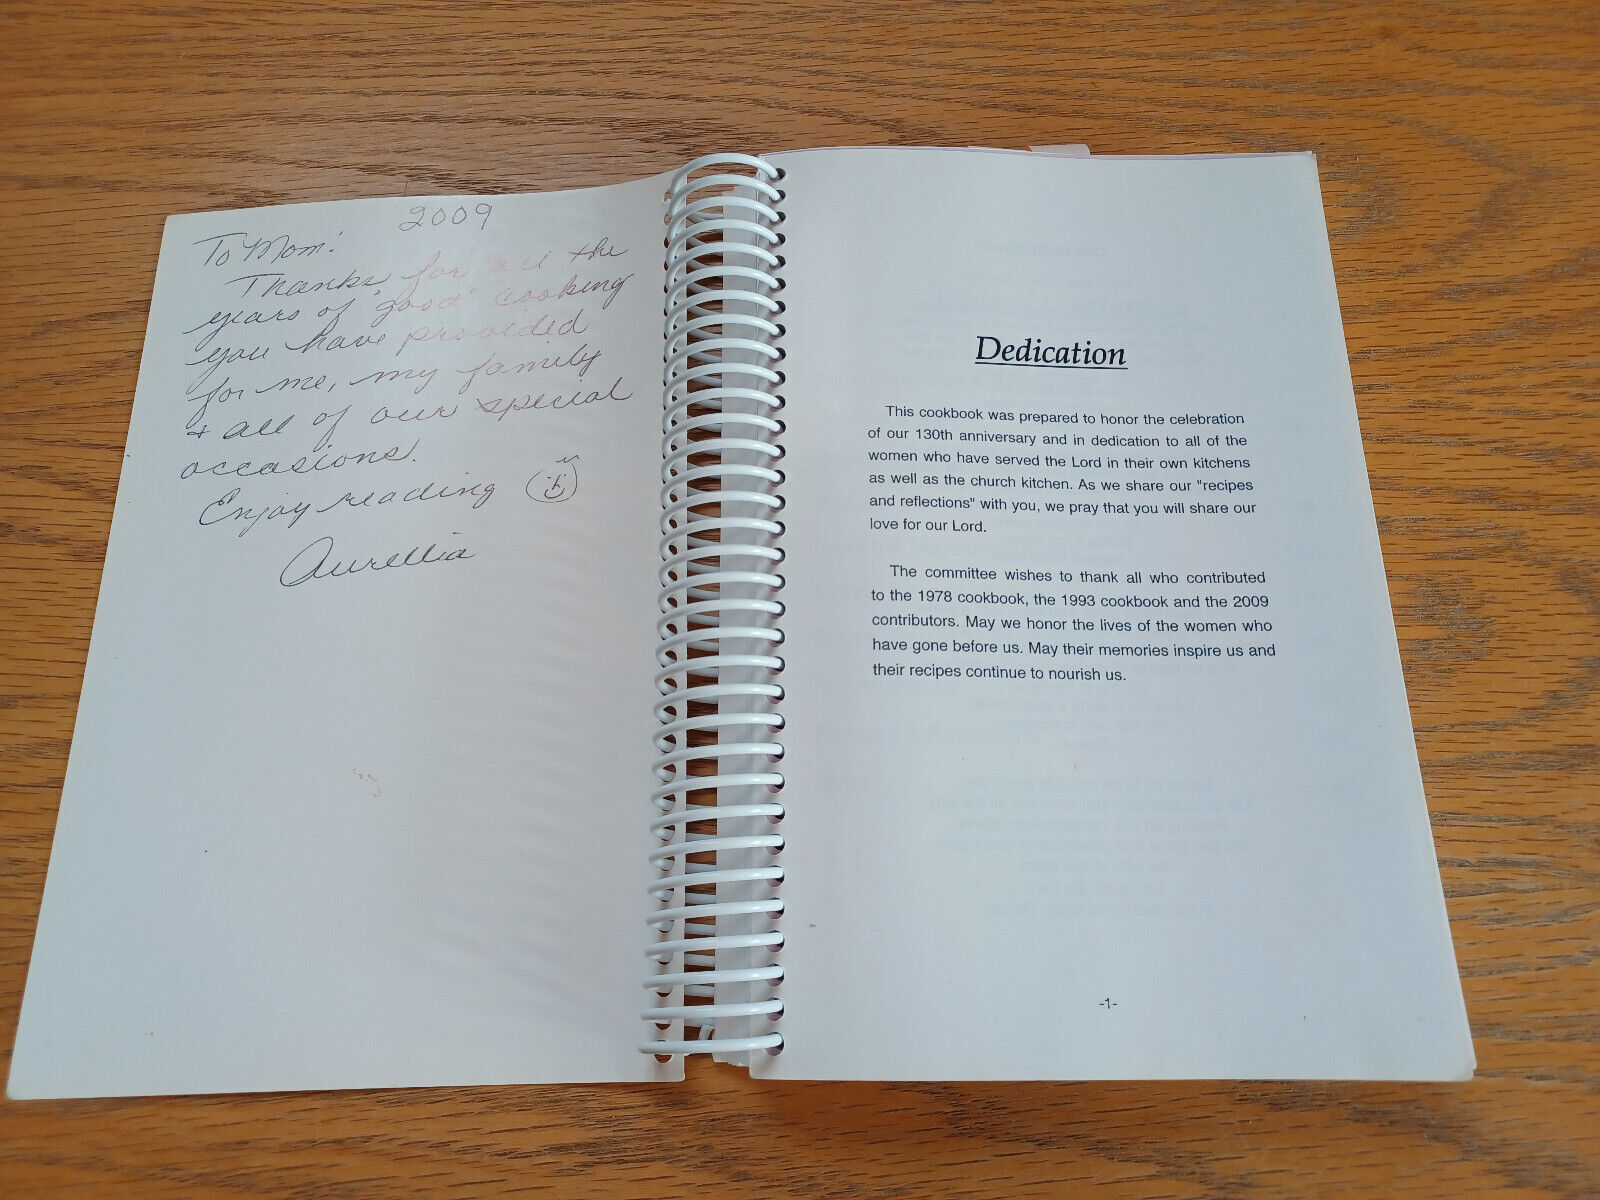 2009
To Mom:
Thanks for all the
years of "good" cooking
you have provided
for me, my family
+ all of our special
occasions.
Enjoy reading
Aurellia
Dedication
This cookbook was prepared to honor the celebration
of our 130th anniversary and in dedication to all of the
women who have served the Lord in their own kitchens
as well as the church kitchen. As we share our "recipes
and reflections" with you, we pray that you will share our
love for our Lord.
The committee wishes to thank all who contributed
to the 1978 cookbook, the 1993 cookbook and the 2009
contributors. May we honor the lives of the women who
have gone before us. May their memories inspire us and
their recipes continue to nourish us.
-1-